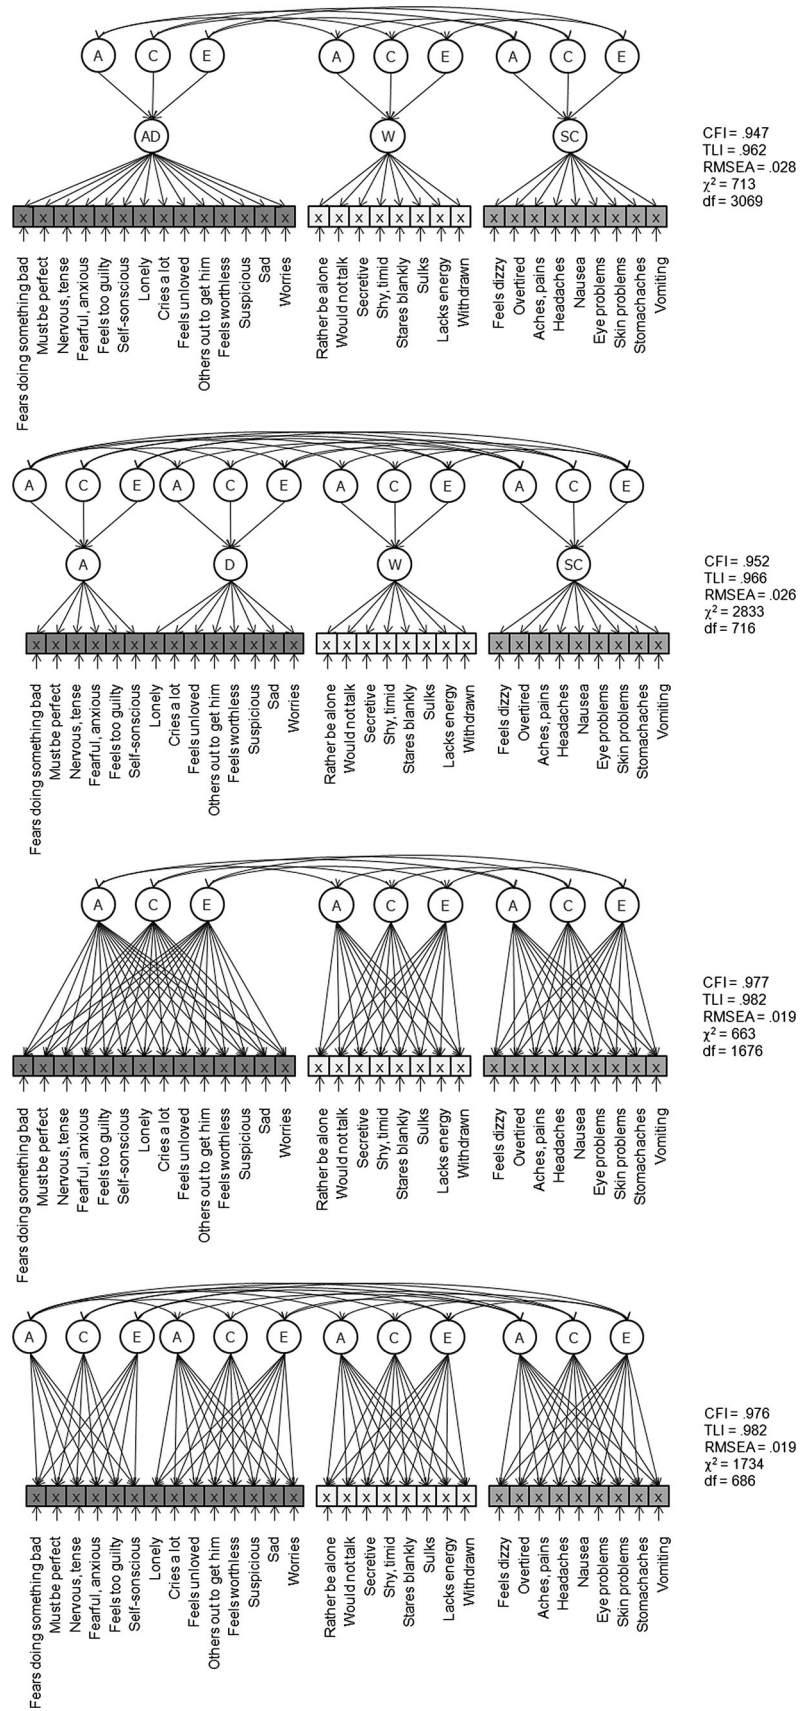 A C E A C E A C E
AD W SC
CFI = .947
TLI = .962
RMSEA = .028
χ² = 713
df = 3069
x x x x x x x x x x x x x x x x x x x x x x x x x x x x x x x
Fears doing something bad
Must be perfect
Nervous, tense
Fearful, anxious
Feels too guilty
Self-sonscious
Lonely
Cries a lot
Feels unloved
Others out to get him
Feels worthless
Suspicious
Sad
Worries
Rather be alone
Would not talk
Secretive
Shy, timid
Stares blankly
Sulks
Lacks energy
Withdrawn
Feels dizzy
Overtired
Aches, pains
Headaches
Nausea
Eye problems
Skin problems
Stomachaches
Vomiting
A C E A C E A C E A C E
A D W SC
CFI = .952
TLI = .966
RMSEA = .026
χ² = 2833
df = 716
x x x x x x x x x x x x x x x x x x x x x x x x x x x x x x x
Fears doing something bad
Must be perfect
Nervous, tense
Fearful, anxious
Feels too guilty
Self-sonscious
Lonely
Cries a lot
Feels unloved
Others out to get him
Feels worthless
Suspicious
Sad
Worries
Rather be alone
Would not talk
Secretive
Shy, timid
Stares blankly
Sulks
Lacks energy
Withdrawn
Feels dizzy
Overtired
Aches, pains
Headaches
Nausea
Eye problems
Skin problems
Stomachaches
Vomiting
A C E A C E A C E
CFI = .977
TLI = .982
RMSEA = .019
χ² = 663
df = 1676
x x x x x x x x x x x x x x x x x x x x x x x x x x x x x x x
Fears doing something bad
Must be perfect
Nervous, tense
Fearful, anxious
Feels too guilty
Self-sonscious
Lonely
Cries a lot
Feels unloved
Others out to get him
Feels worthless
Suspicious
Sad
Worries
Rather be alone
Would not talk
Secretive
Shy, timid
Stares blankly
Sulks
Lacks energy
Withdrawn
Feels dizzy
Overtired
Aches, pains
Headaches
Nausea
Eye problems
Skin problems
Stomachaches
Vomiting
A C E A C E A C E A C E
CFI = .976
TLI = .982
RMSEA = .019
χ² = 1734
df = 686
x x x x x x x x x x x x x x x x x x x x x x x x x x x x x x x
Fears doing something bad
Must be perfect
Nervous, tense
Fearful, anxious
Feels too guilty
Self-sonscious
Lonely
Cries a lot
Feels unloved
Others out to get him
Feels worthless
Suspicious
Sad
Worries
Rather be alone
Would not talk
Secretive
Shy, timid
Stares blankly
Sulks
Lacks energy
Withdrawn
Feels dizzy
Overtired
Aches, pains
Headaches
Nausea
Eye problems
Skin problems
Stomachaches
Vomiting